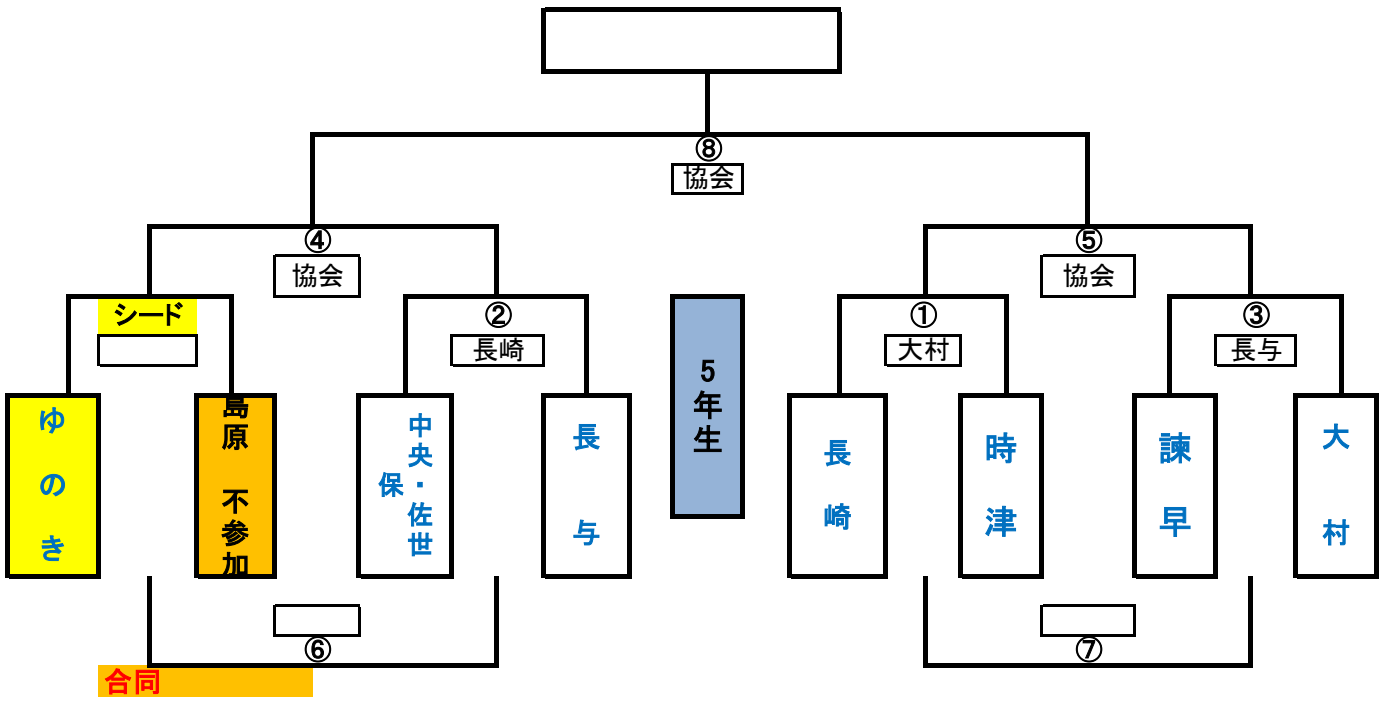 ⑧
協会
④
協会
⑤
協会
シード
②
長崎
①
大村
③
長与
ゆのき
島原 不参加
中央・佐世
保
長与
5年生
長崎
時津
諫早
大村
⑥
⑦
合同